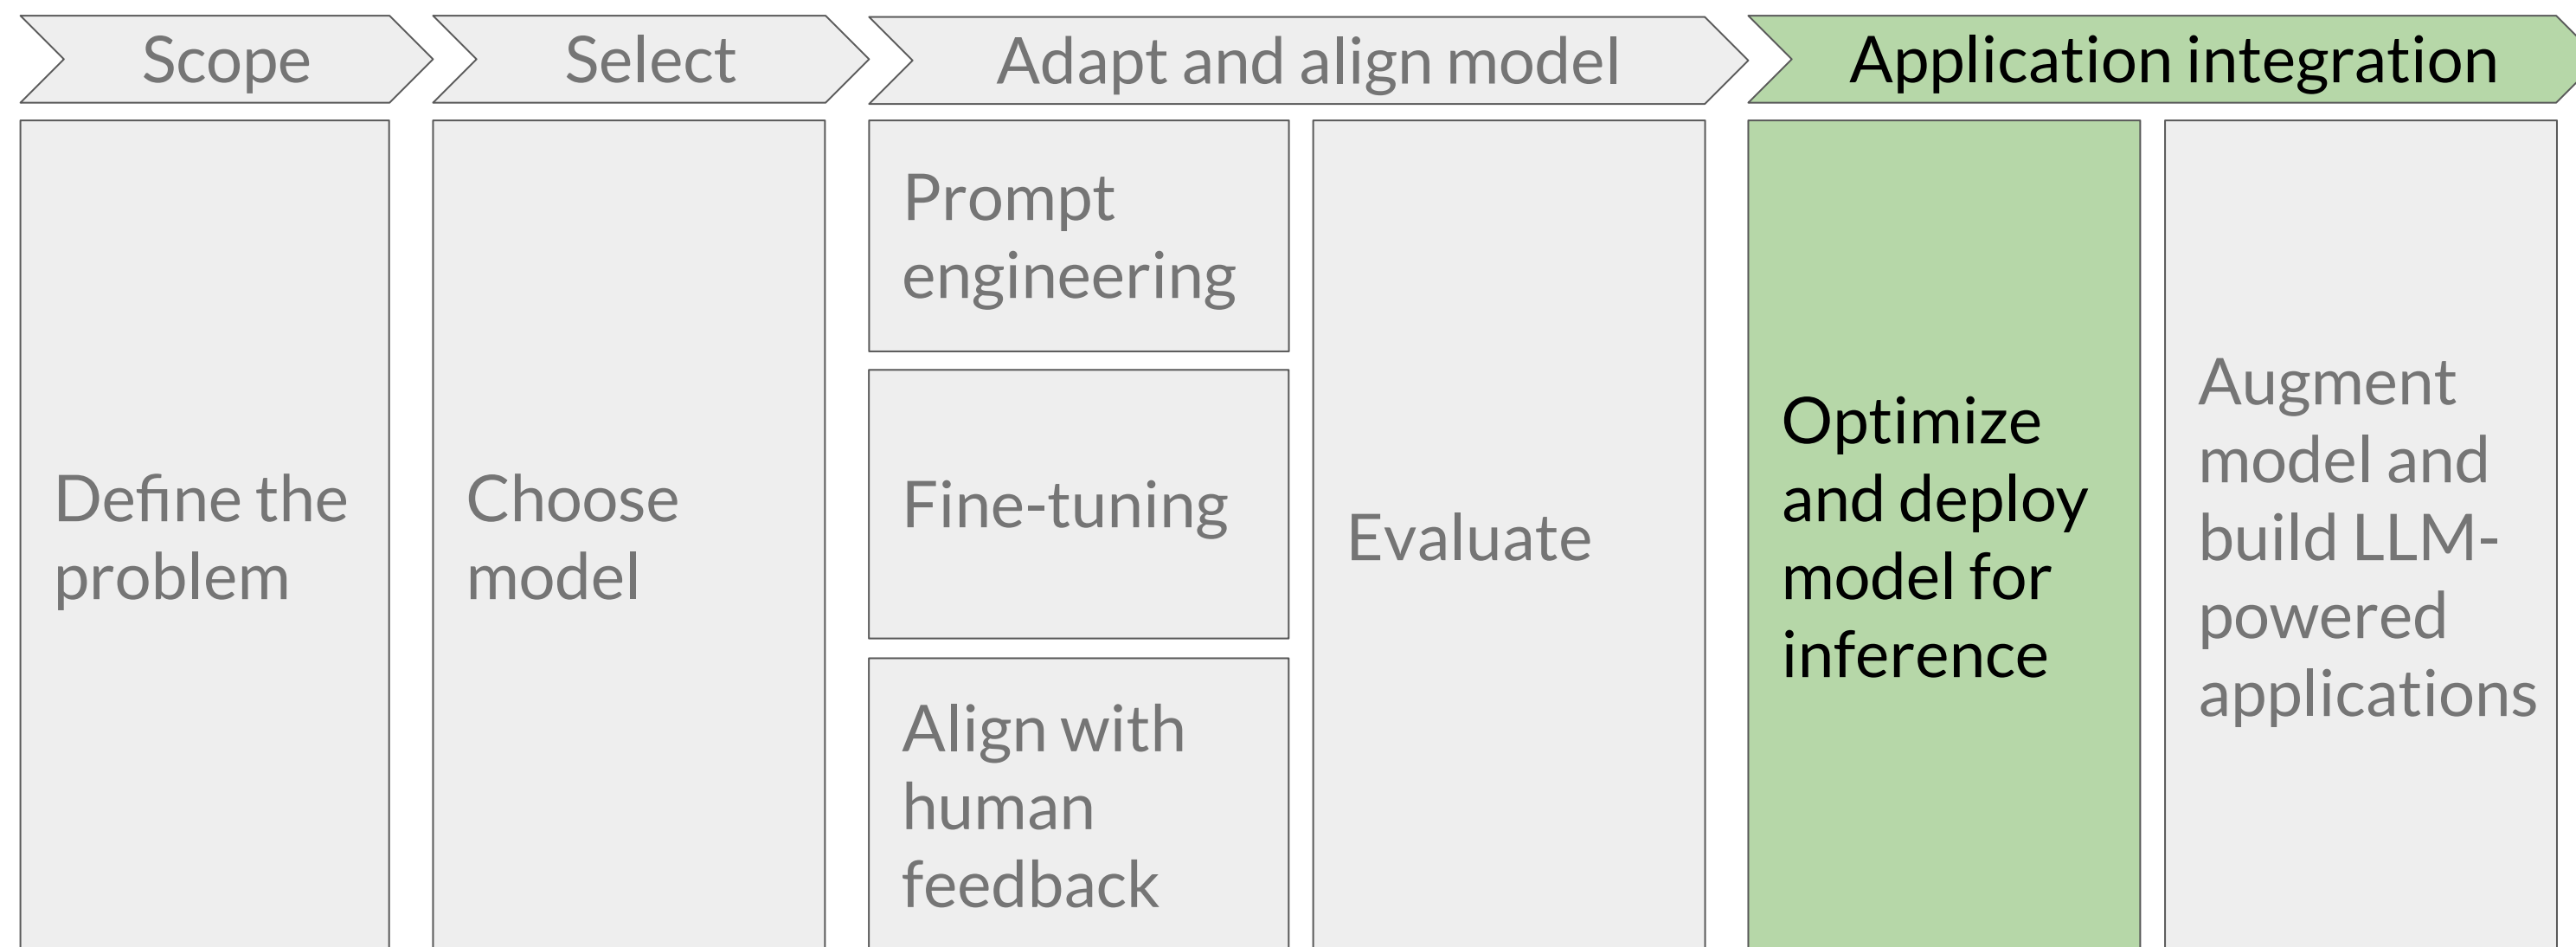 Scope
Select
Adapt and align model
Application integration
Define the
problem
Choose
model
Prompt
engineering
Fine-tuning
Align with
human
feedback
Evaluate
Optimize
and deploy
model for
inference
Augment
model and
build LLM-
powered
applications